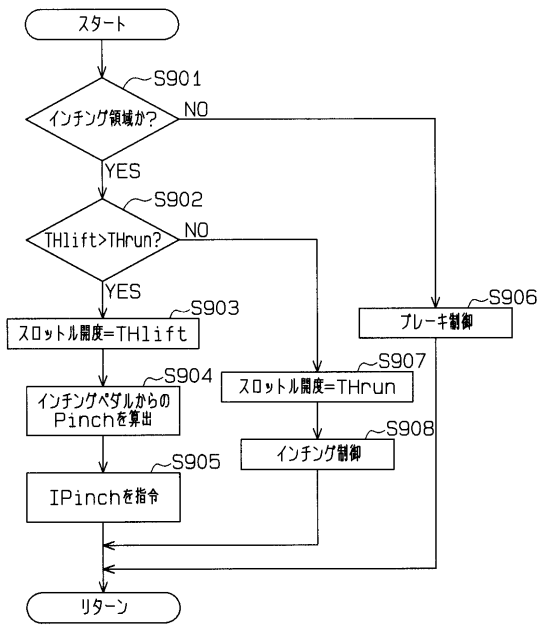 スタート
S901
インチング領域か?
NO
YES
S902
THlift>THrun?
NO
YES
S903
スロットル開度=THlift
S906
ブレーキ制御
S904
インチングペダルからの
Pinchを算出
S907
スロットル開度=THrun
S908
インチング制御
S905
IPinchを指令
リターン